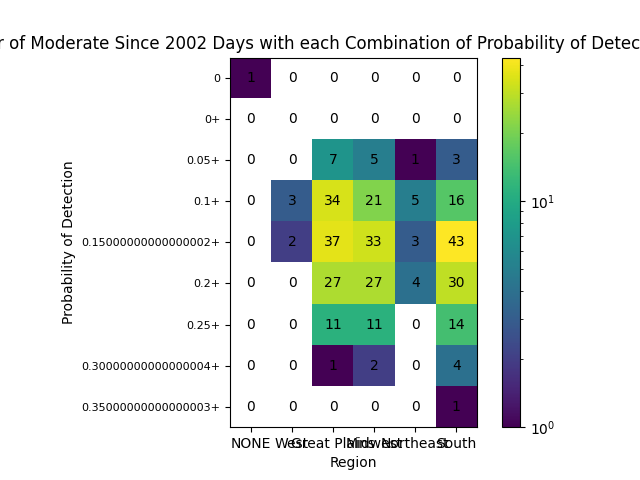 r of Moderate Since 2002 Days with each Combination of Probability of Detec
0 1 0 0 0 0 0
0+ 0 0 0 0 0 0
0.05+ 0 0 7 5 1 3
0.1+ 0 3 34 21 5 16
0.15000000000000002+ 0 2 37 33 3 43
0.2+ 0 0 27 27 4 30
0.25+ 0 0 11 11 0 14
0.30000000000000004+ 0 0 1 2 0 4
0.35000000000000003+ 0 0 0 0 0 1
NONE West Great Plains Midwest Northeast South
Region
Probability of Detection
10¹
10⁰